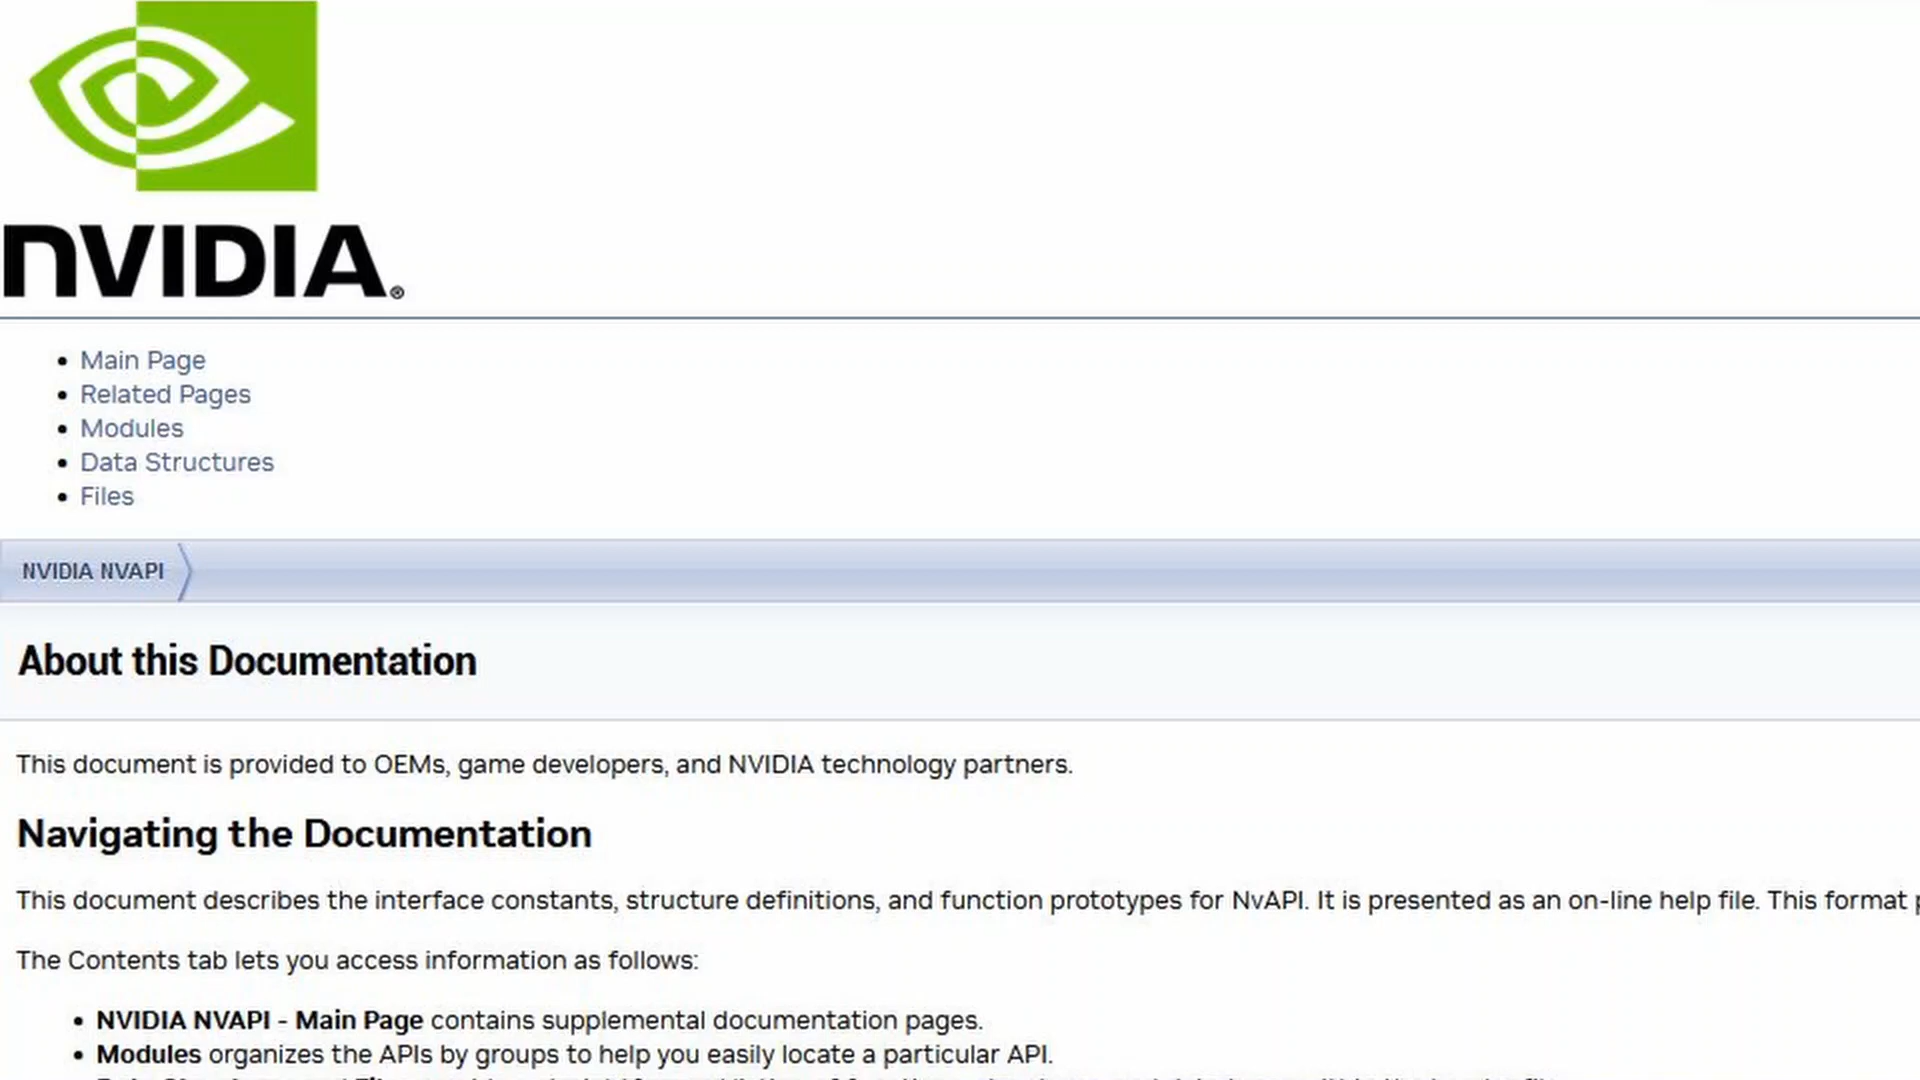 NVIDIA®
Main Page
Related Pages
Modules
Data Structures
Files
NVIDIA NVAPI
About this Documentation
This document is provided to OEMs, game developers, and NVIDIA technology partners.
Navigating the Documentation
This document describes the interface constants, structure definitions, and function prototypes for NvAPI. It is presented as an on-line help file. This format
The Contents tab lets you access information as follows:
NVIDIA NVAPI - Main Page contains supplemental documentation pages.
Modules organizes the APIs by groups to help you easily locate a particular API.